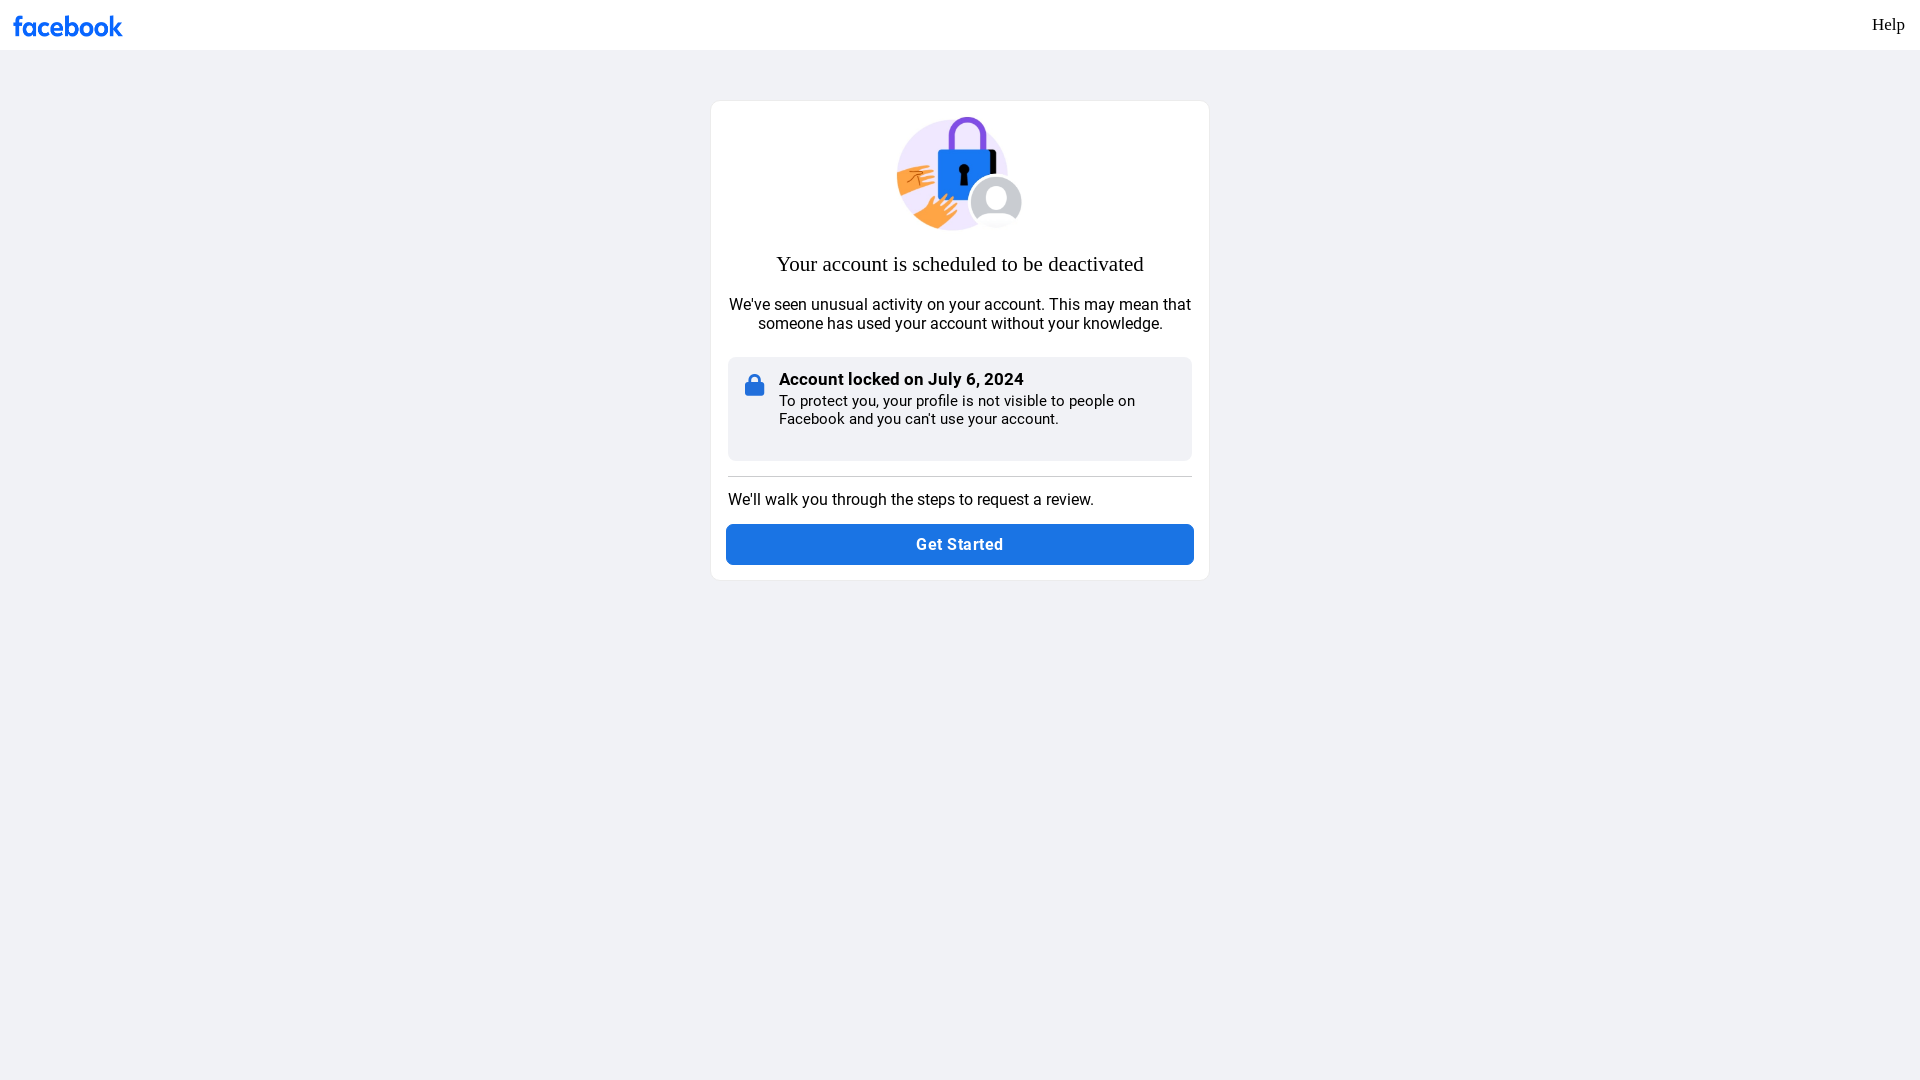 facebook
Help
Your account is scheduled to be deactivated
We've seen unusual activity on your account. This may mean that
someone has used your account without your knowledge.
Account locked on July 6, 2024
To protect you, your profile is not visible to people on
Facebook and you can't use your account.
We'll walk you through the steps to request a review.
Get Started